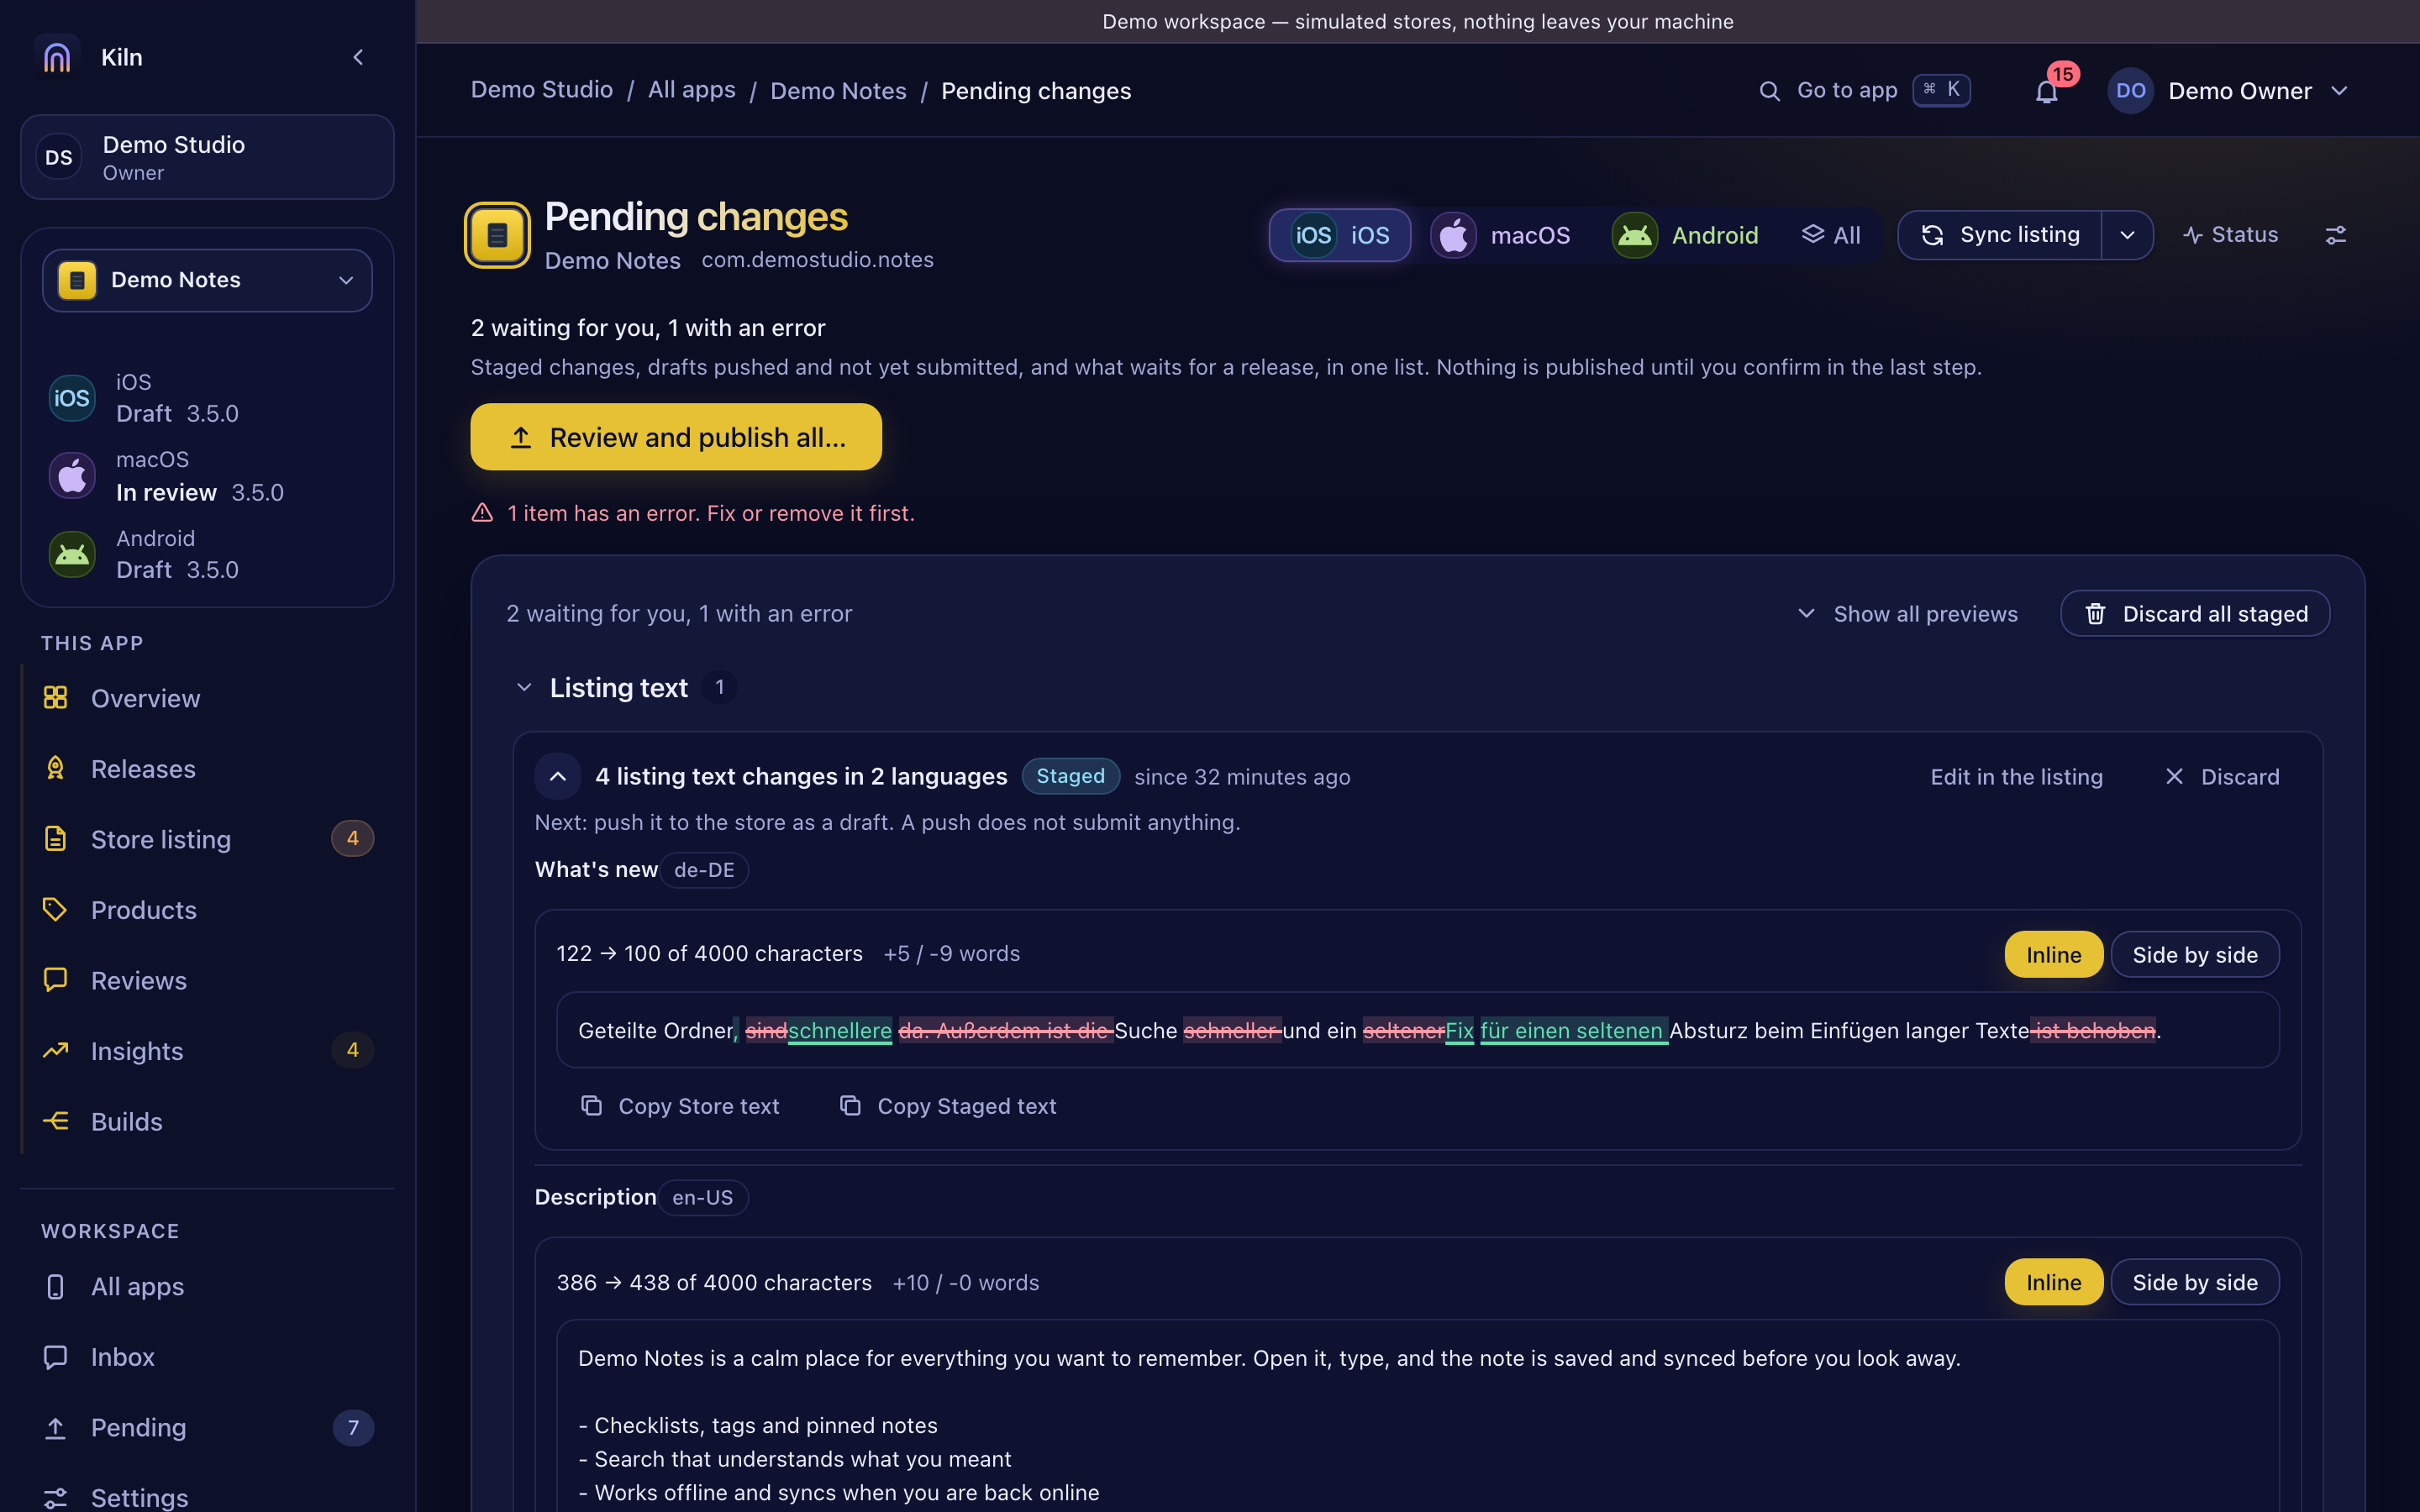 Demo workspace — simulated stores, nothing leaves your machine
Kiln
DS
Demo Studio
Owner
Demo Notes
iOS
iOS
Draft 3.5.0
macOS
In review 3.5.0
Android
Draft 3.5.0
THIS APP
Overview
Releases
Store listing 4
Products
Reviews
Insights 4
Builds
WORKSPACE
All apps
Inbox
Pending 7
Settings
Demo Studio / All apps / Demo Notes / Pending changes
Go to app ⌘ K
15
DO Demo Owner
Pending changes
Demo Notes com.demostudio.notes
iOS iOS macOS Android All
Sync listing
Status
2 waiting for you, 1 with an error
Staged changes, drafts pushed and not yet submitted, and what waits for a release, in one list. Nothing is published until you confirm in the last step.
Review and publish all...
1 item has an error. Fix or remove it first.
2 waiting for you, 1 with an error
Show all previews
Discard all staged
Listing text 1
4 listing text changes in 2 languages Staged since 32 minutes ago
Edit in the listing
Discard
Next: push it to the store as a draft. A push does not submit anything.
What's new de-DE
122 → 100 of 4000 characters +5 / -9 words
Inline Side by side
Geteilte Ordner, sindschnellere da. Außerdem ist die Suche schneller und ein seltenerFix für einen seltenen Absturz beim Einfügen langer Texte ist behoben.
Copy Store text Copy Staged text
Description en-US
386 → 438 of 4000 characters +10 / -0 words
Inline Side by side
Demo Notes is a calm place for everything you want to remember. Open it, type, and the note is saved and synced before you look away.
- Checklists, tags and pinned notes
- Search that understands what you meant
- Works offline and syncs when you are back online